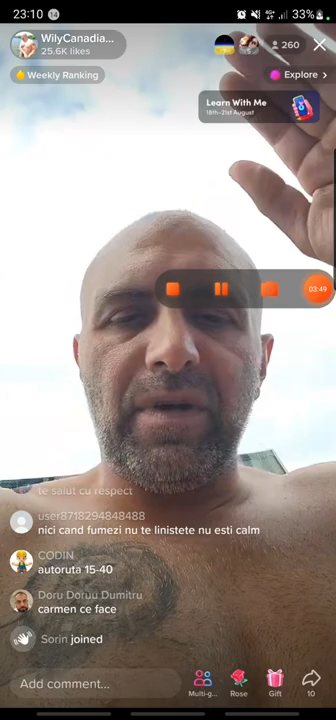 23:10
14
4G+
33%
WilyCanadia...
25.6K likes
260
Weekly Ranking
Explore >
Learn With Me
18th-21st August
03:49
te salut cu respect
user8718294848488
nici cand fumezi nu te linistete nu esti calm
CODIN
autoruta 15-40
Doru Doruu Dumitru
carmen ce face
Sorin joined
Add comment...
Multi-g...
Rose
Gift
10